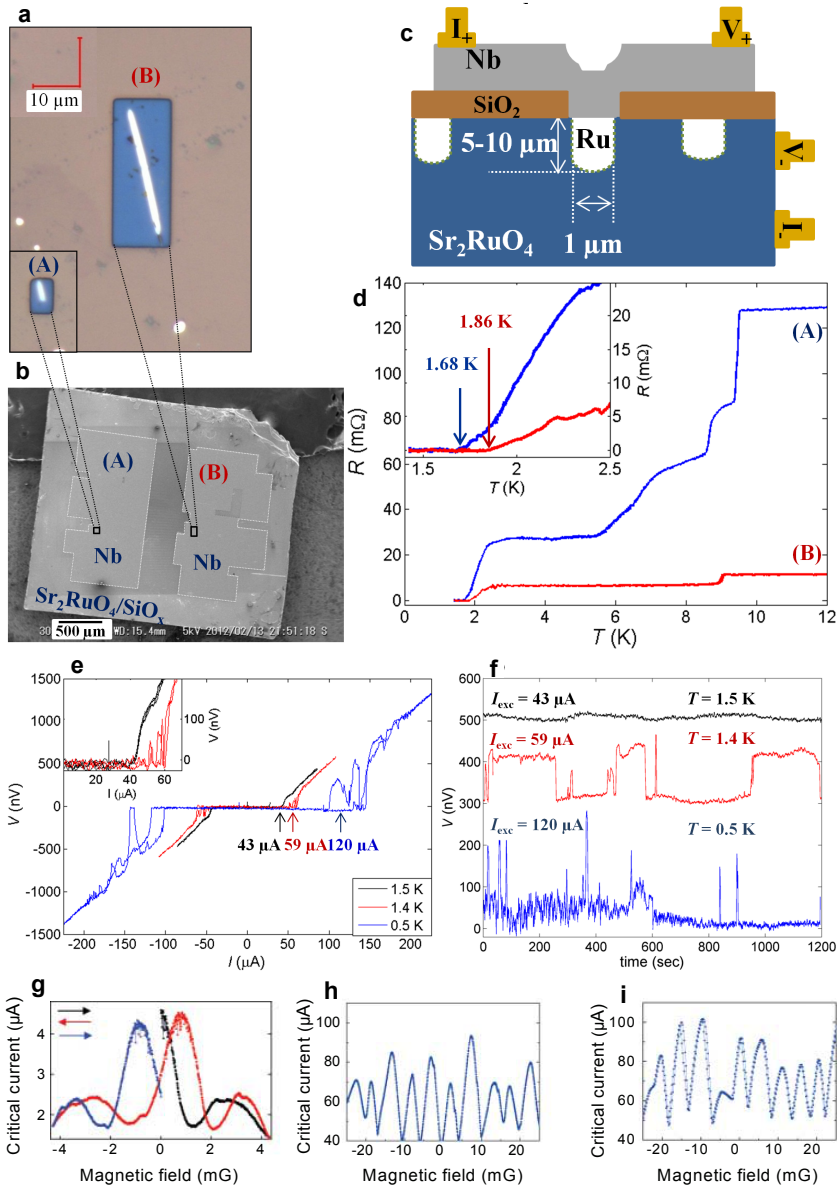 a
10 μm
(B)
(A)
b
(A)
(B)
Nb
Nb
Sr2RuO4/SiOx
500 μm
WD:15.4mm 5kV 2012/02/13 21:51:18 S
c
I+
V+
Nb
SiO2
5-10 μm
Ru
V-
I-
Sr2RuO4
1 μm
d
140
120
100
80
60
40
20
0
R (mΩ)
0 2 4 6 8 10 12
T (K)
(A)
(B)
1.86 K
1.68 K
20
15
10
5
0
R (mΩ)
2 2.5
T (K)
e
1500
1000
500
0
-500
-1000
-1500
V (nV)
-200 -150 -100 -50 0 50 100 150 200
I (μA)
100
0
V (nV)
0 20 40 60
I (μA)
43 μA 59 μA 120 μA
1.5 K
1.4 K
0.5 K
f
600
500
400
300
200
100
0
V (nV)
0 200 400 600 800 1000 1200
time (sec)
Iexc = 43 μA T = 1.5 K
Iexc = 59 μA T = 1.4 K
Iexc = 120 μA T = 0.5 K
g
Critical current (μA)
4
3
2
-4 -2 0 2 4
Magnetic field (mG)
h
Critical current (μA)
100
80
60
40
-20 -10 0 10 20
Magnetic field (mG)
i
Critical current (μA)
100
80
60
40
-20 -10 0 10 20
Magnetic field (mG)